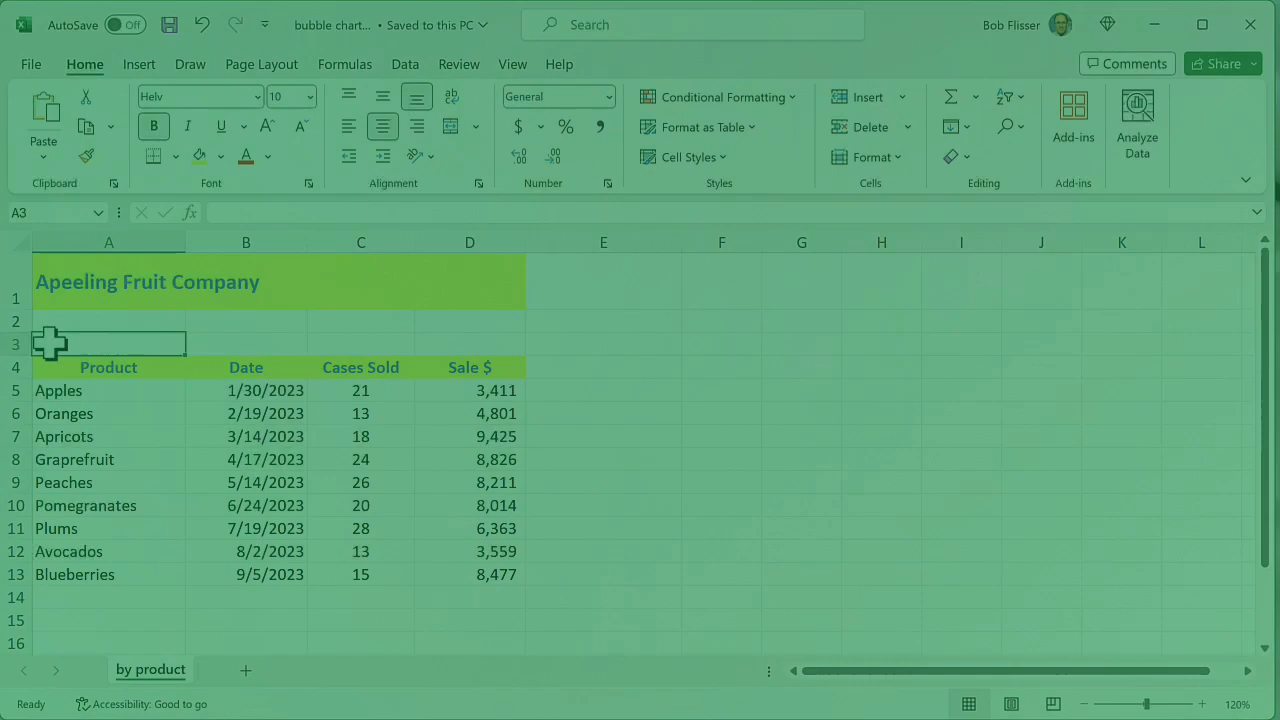 AutoSave Off bubble chart... • Saved to this PC Search Bob Flisser
File Home Insert Draw Page Layout Formulas Data Review View Help Comments Share
Helv 10 General Conditional Formatting Insert
Paste B I U A A $ % , Format as Table Delete Add-ins Analyze Data
A Cell Styles Format
Clipboard Font Alignment Number Styles Cells Editing Add-ins
A3 fx
A B C D E F G H I J K L
1 Apeeling Fruit Company
2
3
4 Product Date Cases Sold Sale $
5 Apples 1/30/2023 21 3,411
6 Oranges 2/19/2023 13 4,801
7 Apricots 3/14/2023 18 9,425
8 Graprefruit 4/17/2023 24 8,826
9 Peaches 5/14/2023 26 8,211
10 Pomegranates 6/24/2023 20 8,014
11 Plums 7/19/2023 28 6,363
12 Avocados 8/2/2023 13 3,559
13 Blueberries 9/5/2023 15 8,477
14
15
16
by product
Ready Accessibility: Good to go 120%